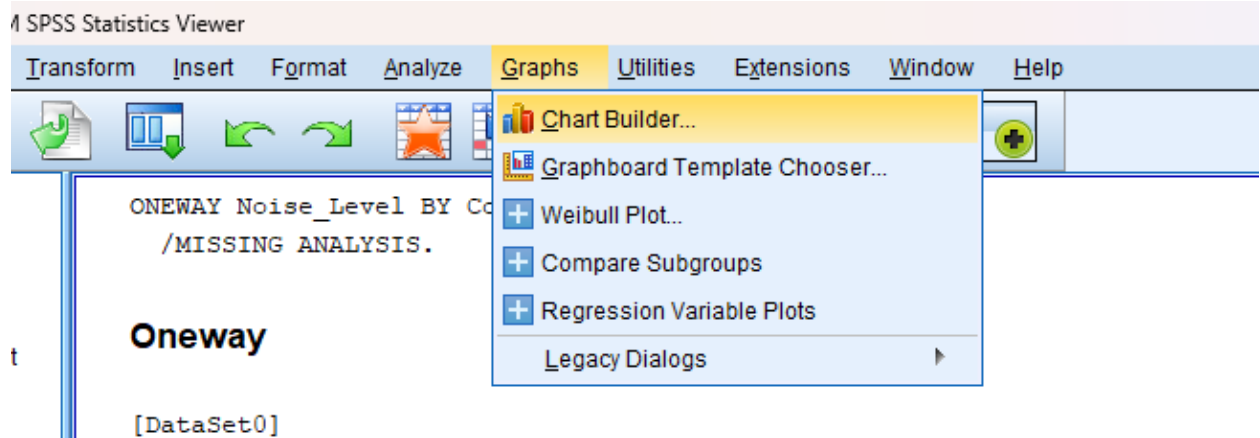 SPSS Statistics Viewer
Transform Insert Format Analyze Graphs Utilities Extensions Window Help
Chart Builder...
Graphboard Template Chooser...
Weibull Plot...
Compare Subgroups
Regression Variable Plots
Legacy Dialogs
ONEWAY Noise_Level BY
/MISSING ANALYSIS.
Oneway
[DataSet0]